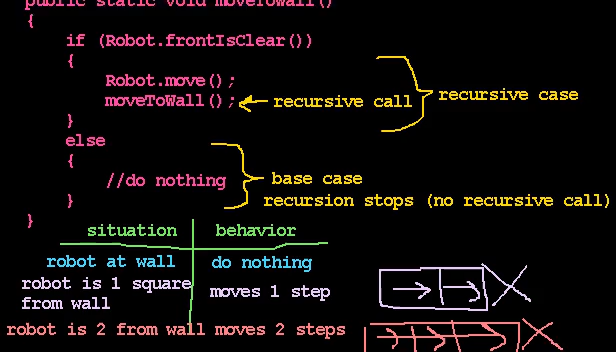 public static void moveToWall()
{
if (Robot.frontIsClear())
{
Robot.move();
moveToWall(); recursive call
recursive case
}
else
{
//do nothing
base case
recursion stops (no recursive call)
}
}
situation behavior
robot at wall do nothing
robot is 1 square from wall moves 1 step
robot is 2 from wall moves 2 steps